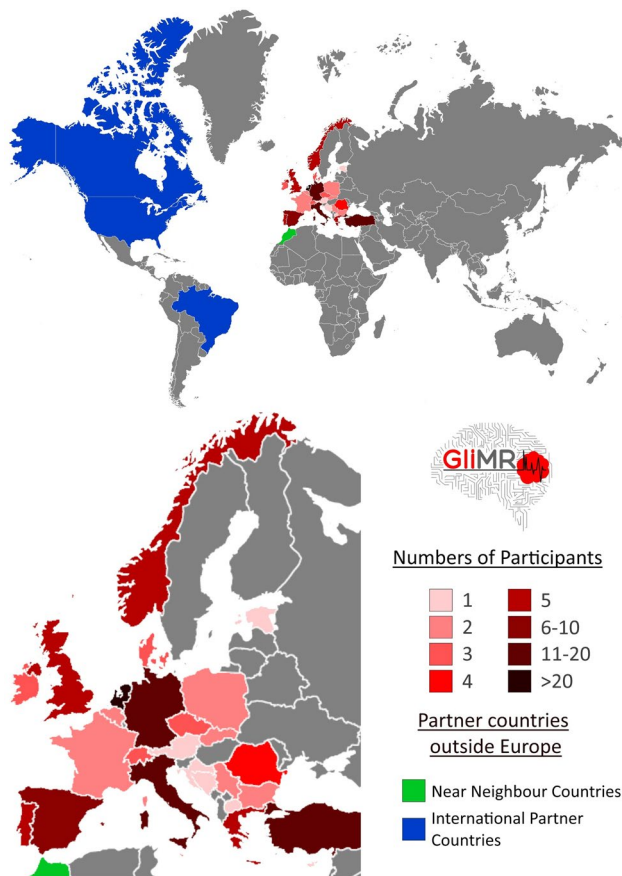 GliMR
Numbers of Participants
1
5
2
6-10
3
11-20
4
>20
Partner countries
outside Europe
Near Neighbour Countries
International Partner
Countries